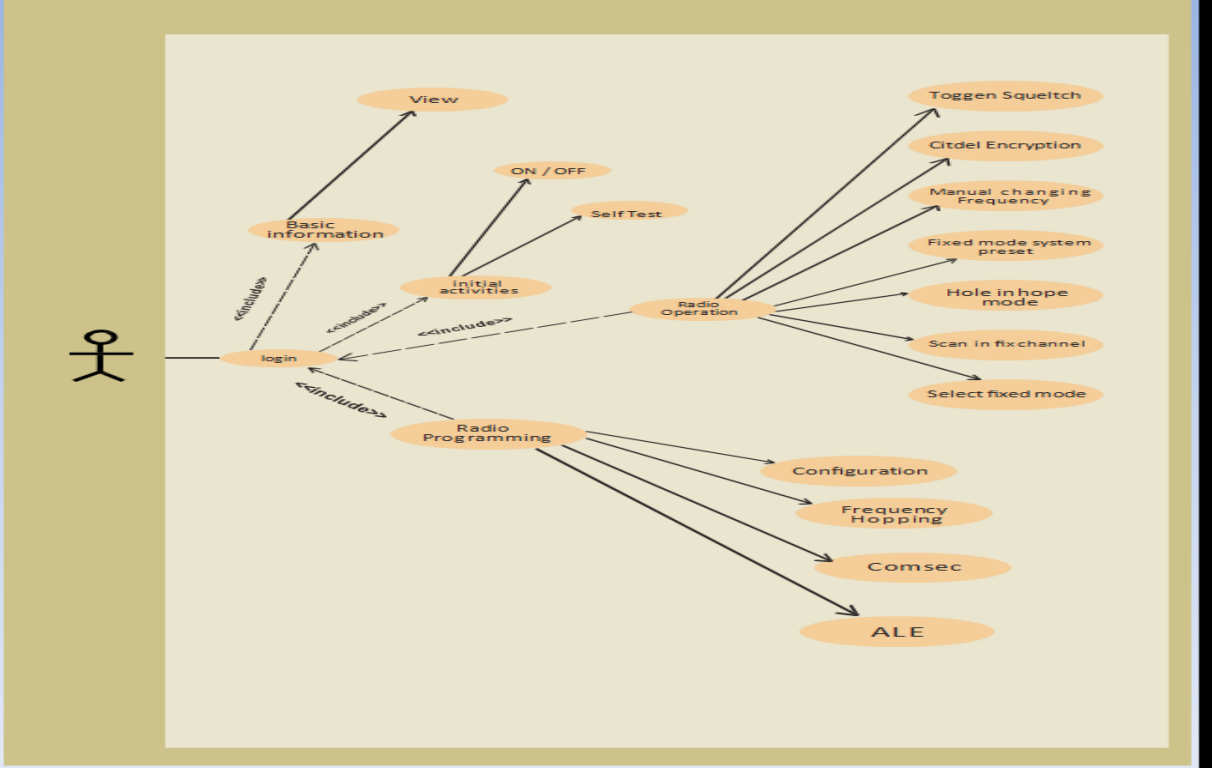 View
ON / OFF
Self Test
Basic
information
<<include>>
initial
activities
<<include>>
<<include>>
login
<<include>>
Radio
Operation
Toggen Squeltch
Citdel Encryption
Manual changing
Frequency
Fixed mode system
preset
Hole in hope
mode
Scan in fix channel
Select fixed mode
Radio
Programming
Configuration
Frequency
Hopping
Comsec
ALE